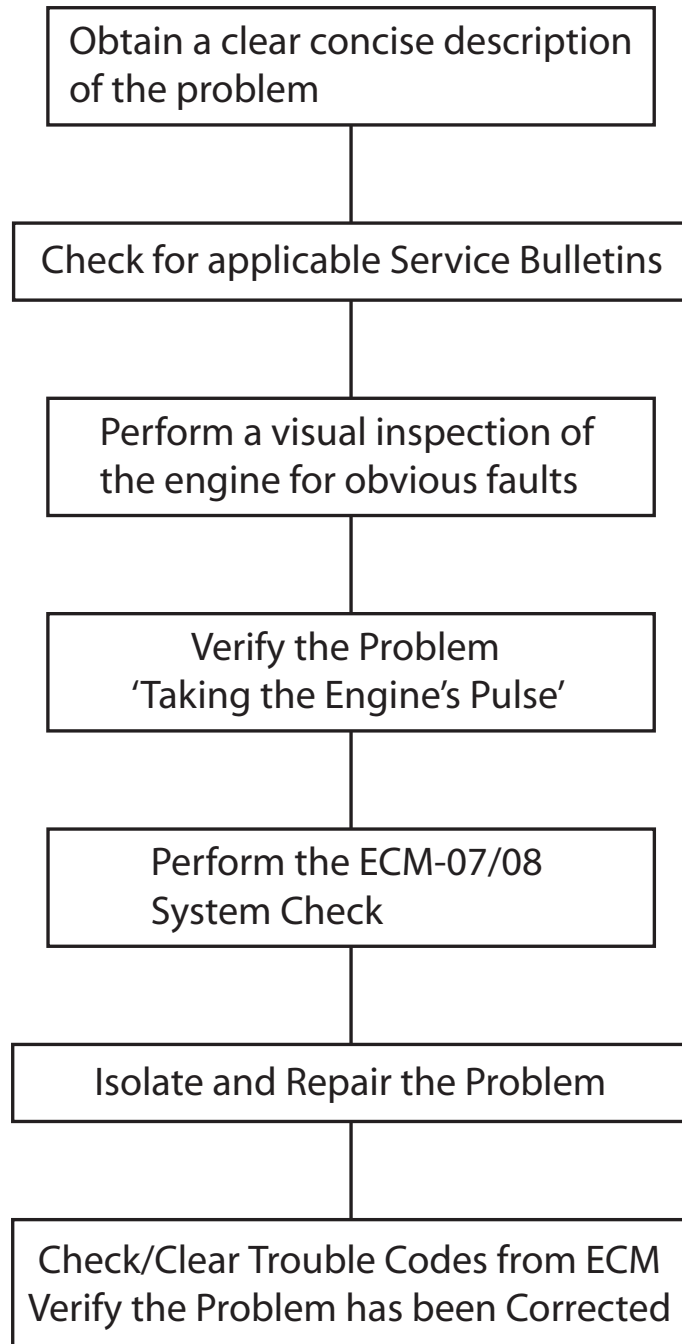 Obtain a clear concise description
of the problem
Check for applicable Service Bulletins
Perform a visual inspection of
the engine for obvious faults
Verify the Problem
‘Taking the Engine’s Pulse’
Perform the ECM-07/08
System Check
Isolate and Repair the Problem
Check/Clear Trouble Codes from ECM
Verify the Problem has been Corrected